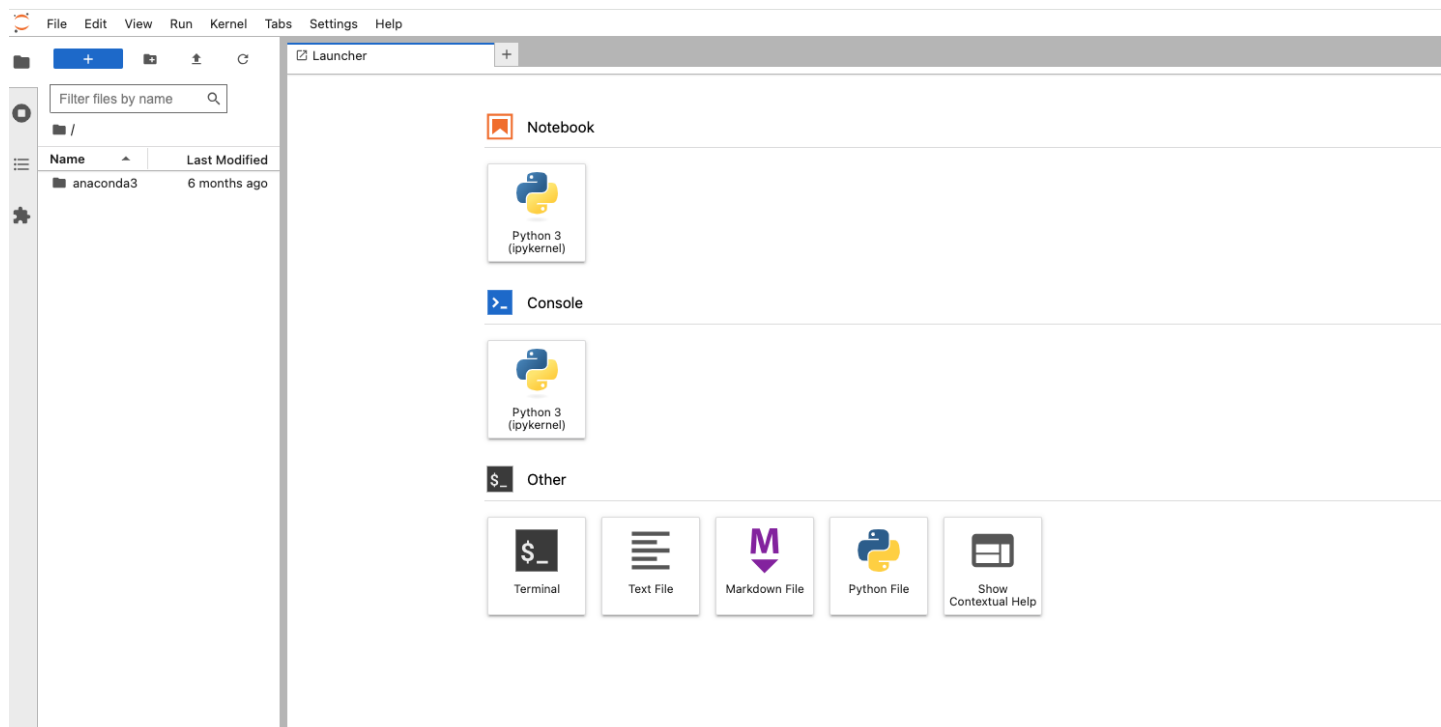 File Edit View Run Kernel Tabs Settings Help
+
Launcher
+
Filter files by name
/
Name Last Modified
anaconda3 6 months ago
Notebook
Python 3
(ipykernel)
>_ Console
Python 3
(ipykernel)
$_ Other
$_
M
Terminal Text File Markdown File Python File Show
Contextual Help